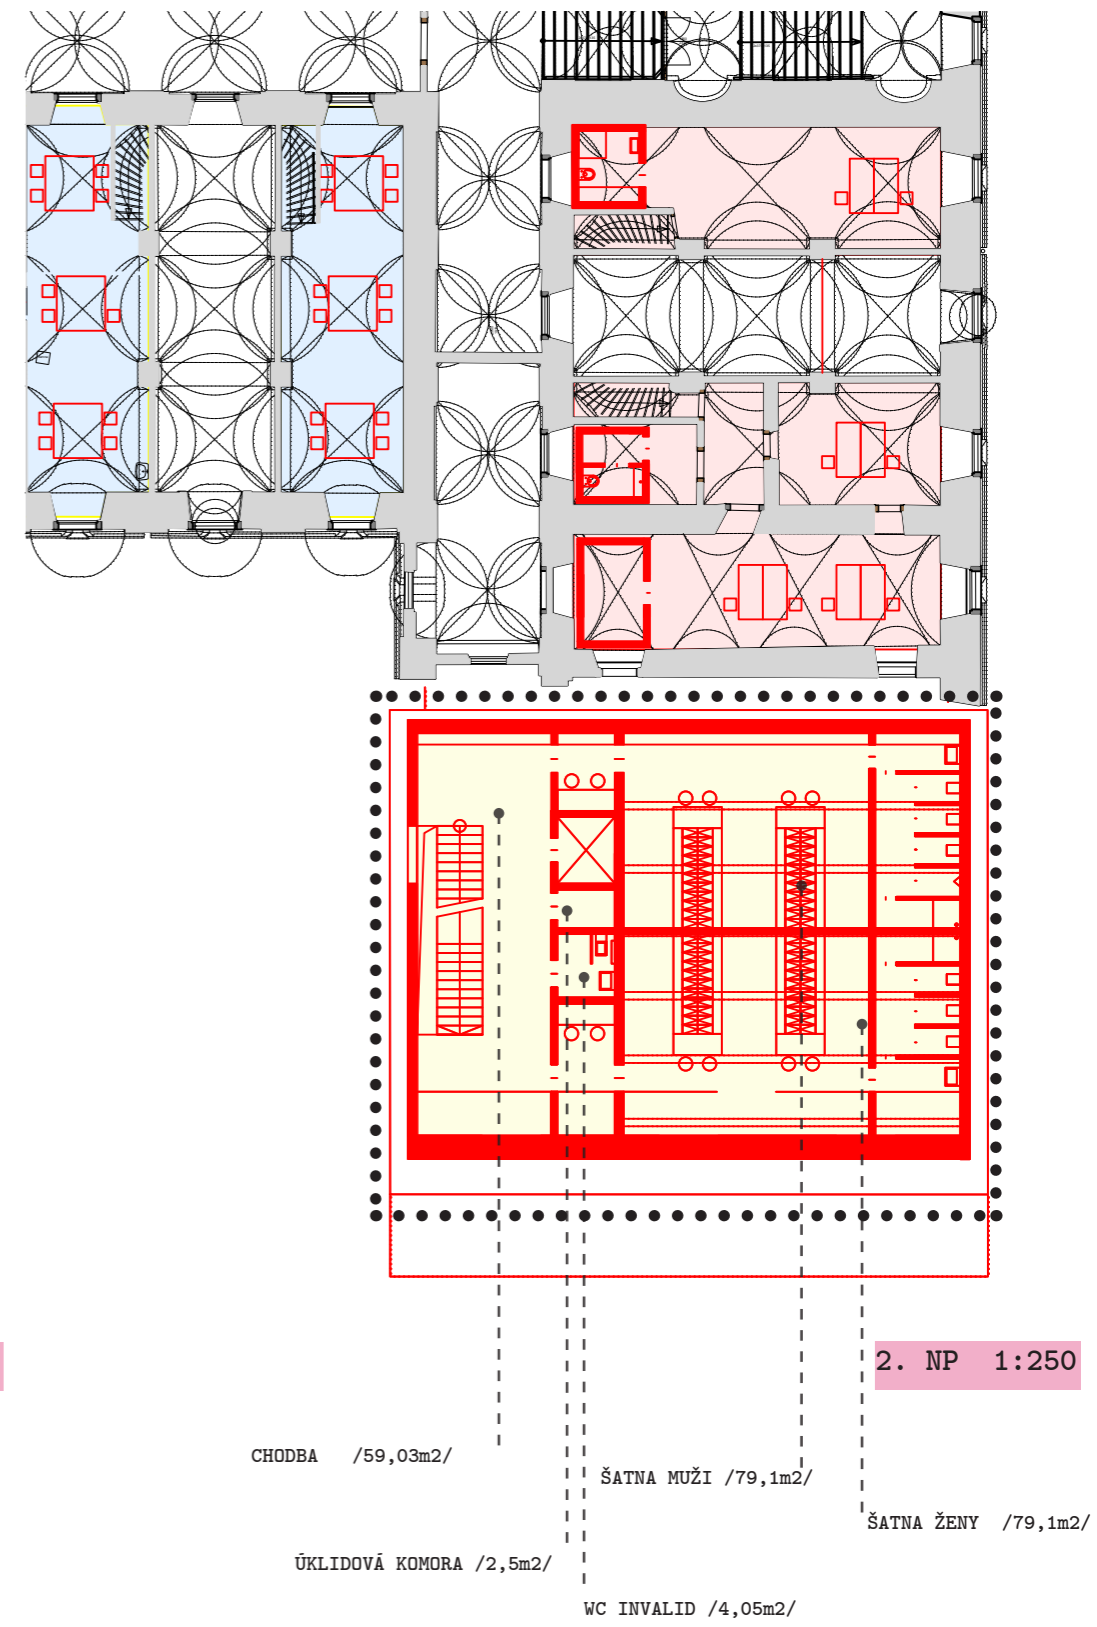 2. NP  1:250
CHODBA   /59,03m2/
ŠATNA MUŽI /79,1m2/
ŠATNA ŽENY  /79,1m2/
ÚKLIDOVÁ KOMORA /2,5m2/
WC INVALID /4,05m2/